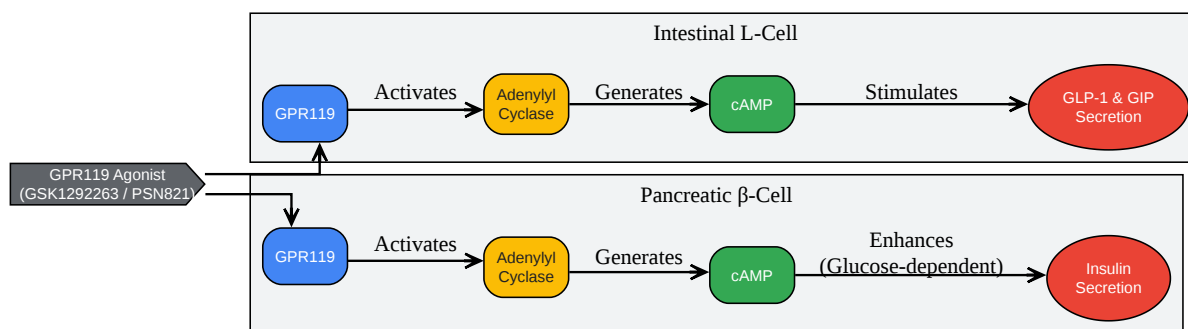 Intestinal L-Cell
GPR119
Activates
Adenylyl
Cyclase
Generates
cAMP
Stimulates
GLP-1 & GIP
Secretion
GPR119 Agonist
(GSK1292263 / PSN821)
Pancreatic β-Cell
GPR119
Activates
Adenylyl
Cyclase
Generates
cAMP
Enhances
(Glucose-dependent)
Insulin
Secretion